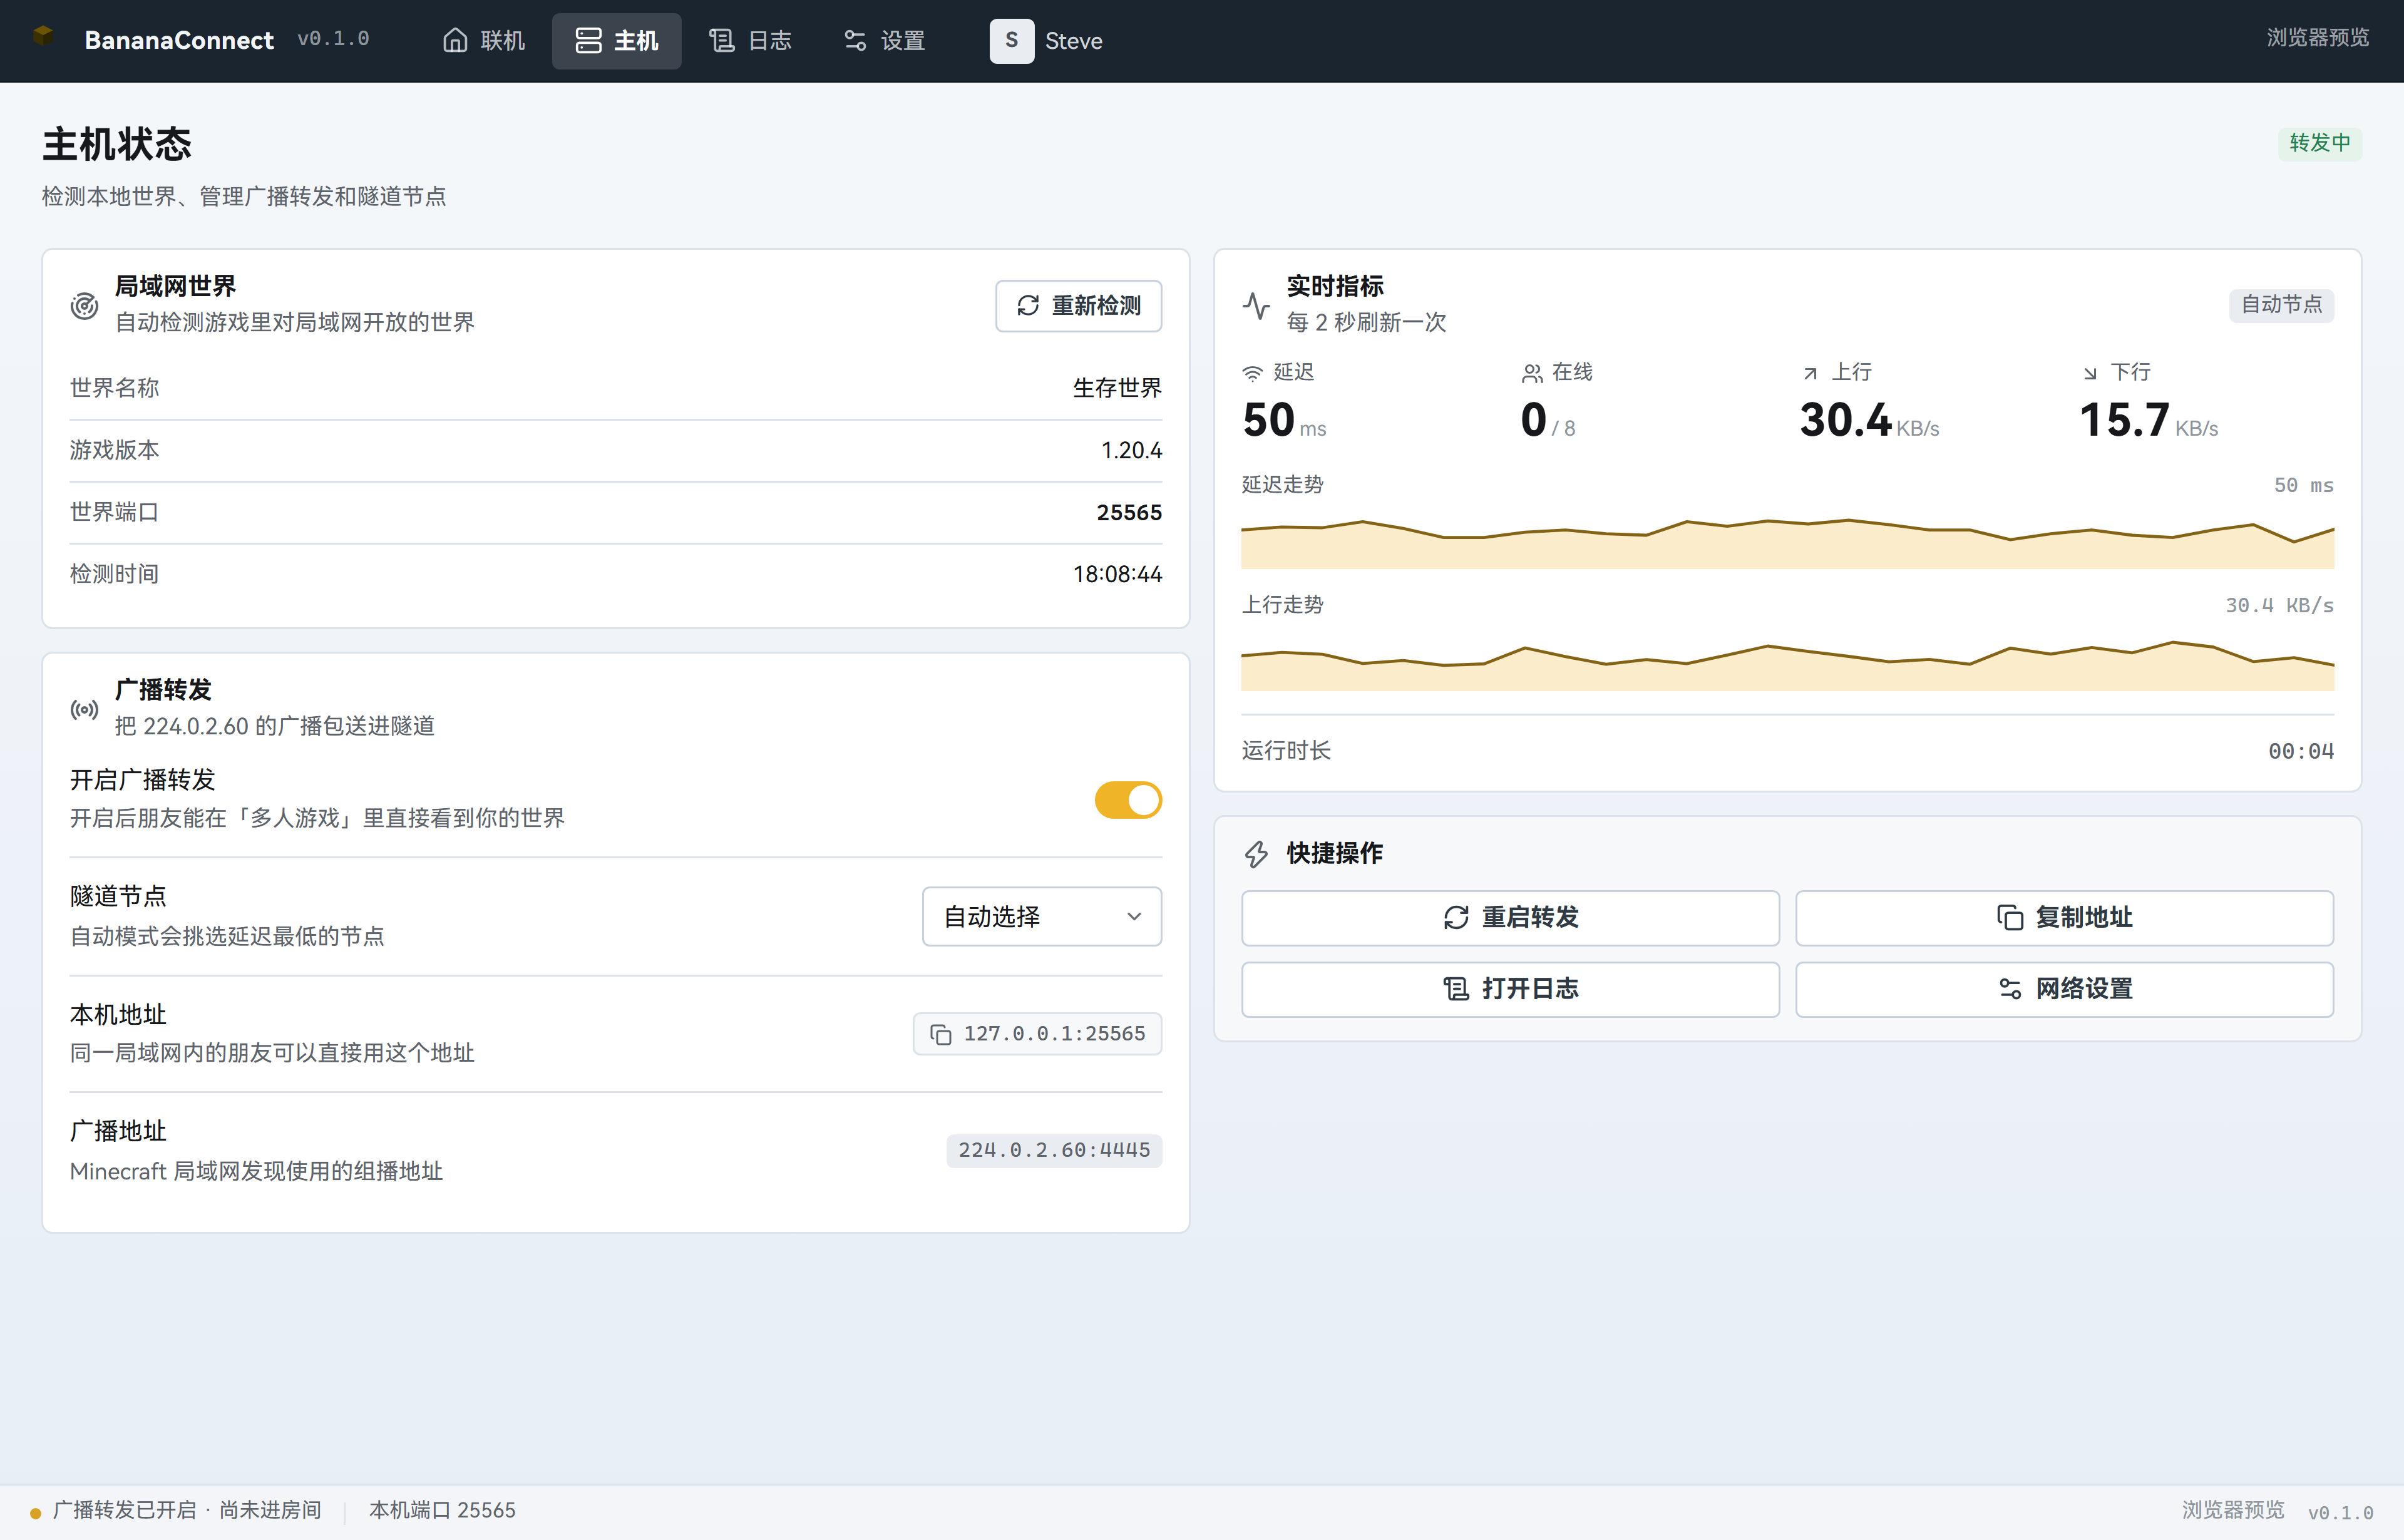 BananaConnect v0.1.0 联机 主机 日志 设置 S Steve 浏览器预览
主机状态
转发中
检测本地世界、管理广播转发和隧道节点
局域网世界
自动检测游戏里对局域网开放的世界
重新检测
世界名称 生存世界
游戏版本 1.20.4
世界端口 25565
检测时间 18:08:44
广播转发
把 224.0.2.60 的广播包送进隧道
开启广播转发
开启后朋友能在「多人游戏」里直接看到你的世界
隧道节点
自动模式会挑选延迟最低的节点
自动选择
本机地址
同一局域网内的朋友可以直接用这个地址
127.0.0.1:25565
广播地址
Minecraft 局域网发现使用的组播地址
224.0.2.60:4445
实时指标
每 2 秒刷新一次
自动节点
延迟 在线 上行 下行
50 ms 0 / 8 30.4 KB/s 15.7 KB/s
延迟走势 50 ms
上行走势 30.4 KB/s
运行时长 00:04
快捷操作
重启转发 复制地址
打开日志 网络设置
广播转发已开启 · 尚未进房间 本机端口 25565 浏览器预览 v0.1.0